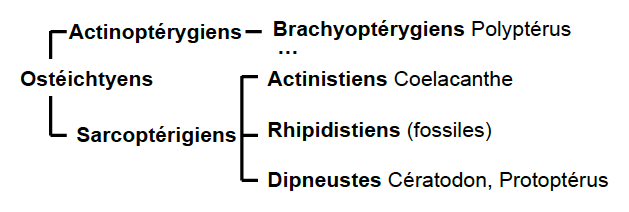 Actinoptérygiens Brachyoptérygiens Polyptérus
...
Ostéichtyens Actinistiens Coelacanthe
Sarcoptérigiens Rhipidistiens (fossiles)
Dipneustes Cératodon, Protoptérus